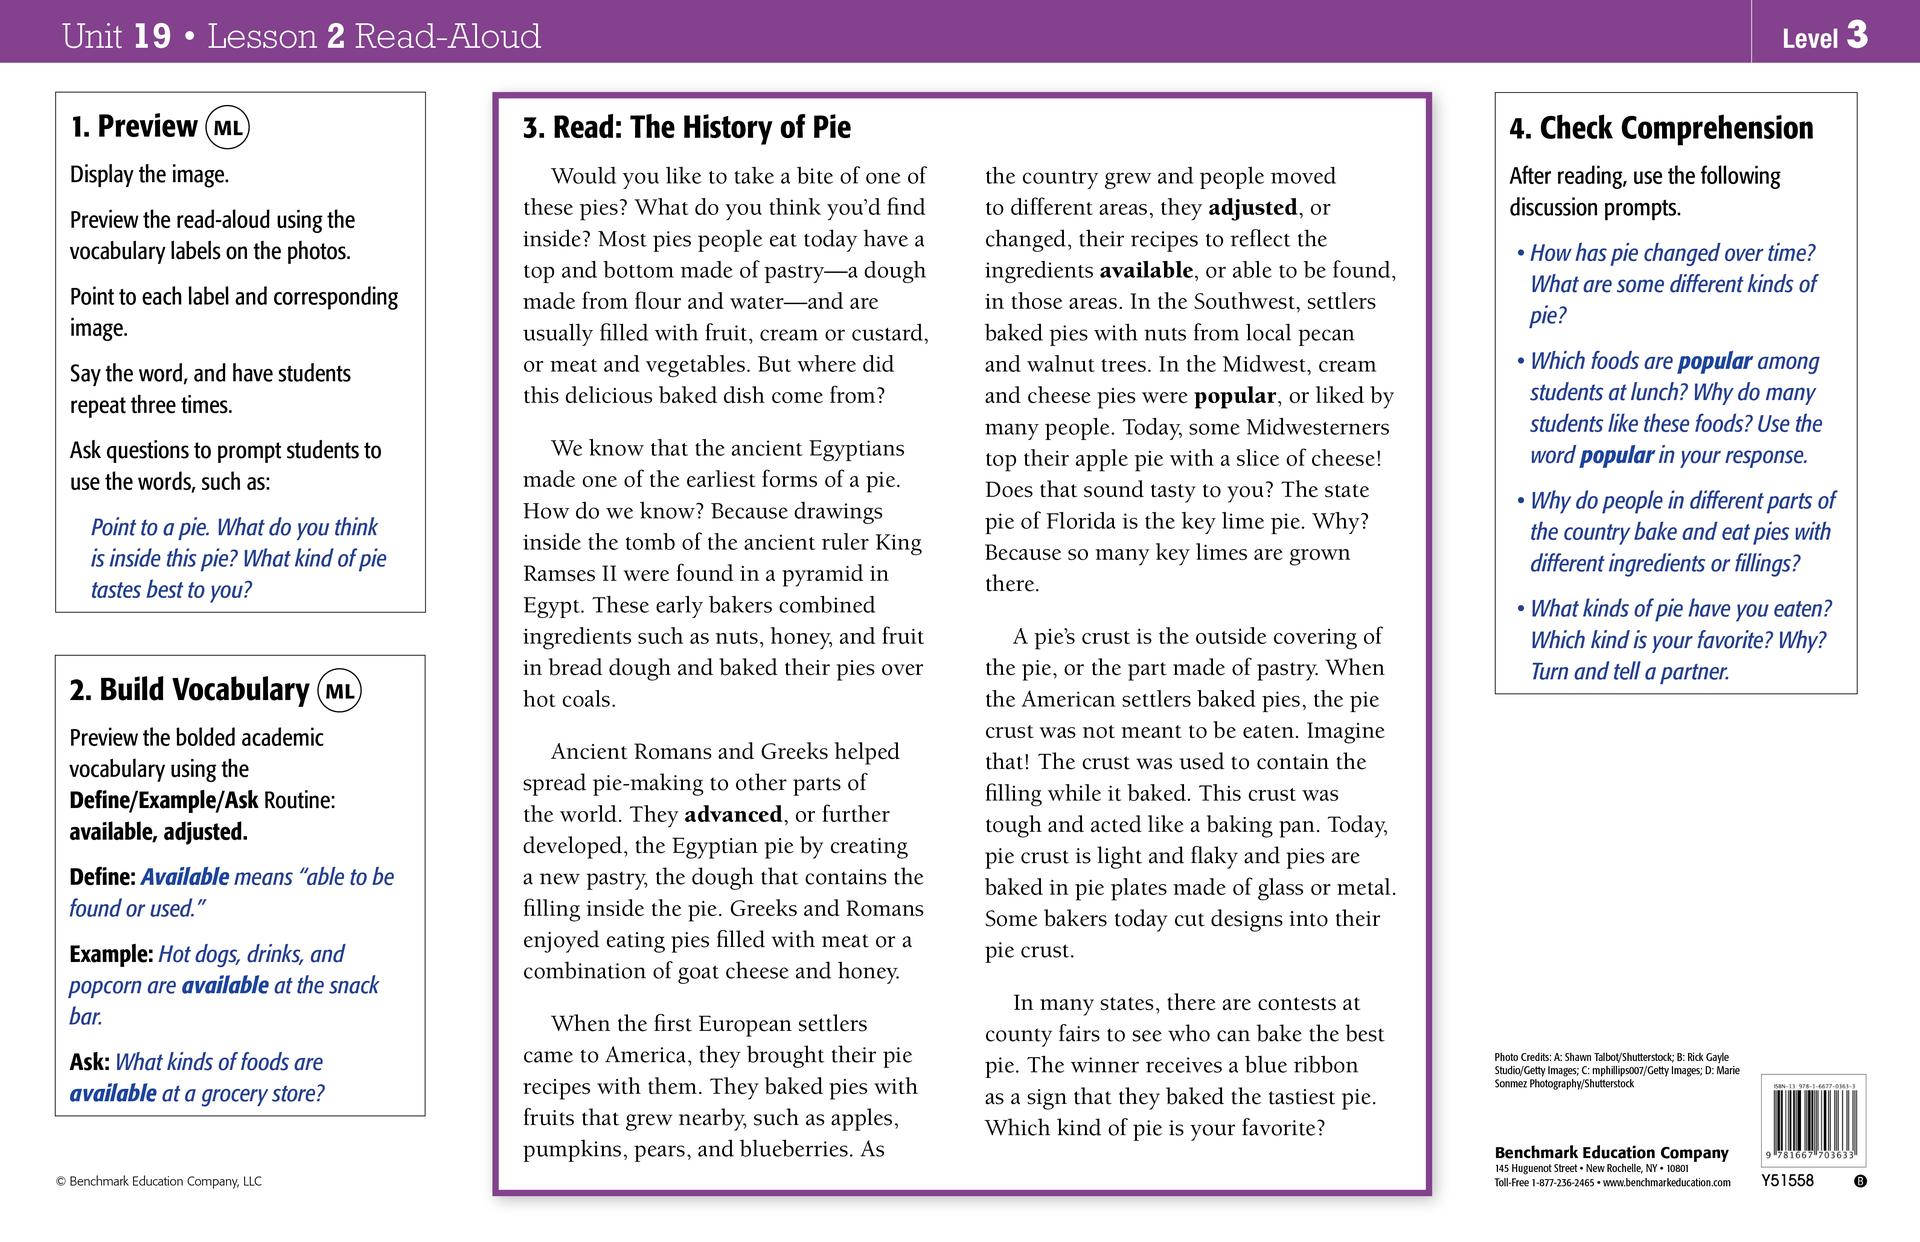 Unit 19 • Lesson 2 Read-Aloud
Level 3
1. Preview ML
Display the image.
Preview the read-aloud using the
vocabulary labels on the photos.
Point to each label and corresponding
image.
Say the word, and have students
repeat three times.
Ask questions to prompt students to
use the words, such as:
Point to a pie. What do you think
is inside this pie? What kind of pie
tastes best to you?
2. Build Vocabulary ML
Preview the bolded academic
vocabulary using the
Define/Example/Ask Routine:
available, adjusted.
Define: Available means “able to be
found or used.”
Example: Hot dogs, drinks, and
popcorn are available at the snack
bar.
Ask: What kinds of foods are
available at a grocery store?
© Benchmark Education Company, LLC
3. Read: The History of Pie
Would you like to take a bite of one of
these pies? What do you think you’d find
inside? Most pies people eat today have a
top and bottom made of pastry—a dough
made from flour and water—and are
usually filled with fruit, cream or custard,
or meat and vegetables. But where did
this delicious baked dish come from?
We know that the ancient Egyptians
made one of the earliest forms of a pie.
How do we know? Because drawings
inside the tomb of the ancient ruler King
Ramses II were found in a pyramid in
Egypt. These early bakers combined
ingredients such as nuts, honey, and fruit
in bread dough and baked their pies over
hot coals.
Ancient Romans and Greeks helped
spread pie-making to other parts of
the world. They advanced, or further
developed, the Egyptian pie by creating
a new pastry, the dough that contains the
filling inside the pie. Greeks and Romans
enjoyed eating pies filled with meat or a
combination of goat cheese and honey.
When the first European settlers
came to America, they brought their pie
recipes with them. They baked pies with
fruits that grew nearby, such as apples,
pumpkins, pears, and blueberries. As
the country grew and people moved
to different areas, they adjusted, or
changed, their recipes to reflect the
ingredients available, or able to be found,
in those areas. In the Southwest, settlers
baked pies with nuts from local pecan
and walnut trees. In the Midwest, cream
and cheese pies were popular, or liked by
many people. Today, some Midwesterners
top their apple pie with a slice of cheese!
Does that sound tasty to you? The state
pie of Florida is the key lime pie. Why?
Because so many key limes are grown
there.
A pie’s crust is the outside covering of
the pie, or the part made of pastry. When
the American settlers baked pies, the pie
crust was not meant to be eaten. Imagine
that! The crust was used to contain the
filling while it baked. This crust was
tough and acted like a baking pan. Today,
pie crust is light and flaky and pies are
baked in pie plates made of glass or metal.
Some bakers today cut designs into their
pie crust.
In many states, there are contests at
county fairs to see who can bake the best
pie. The winner receives a blue ribbon
as a sign that they baked the tastiest pie.
Which kind of pie is your favorite?
4. Check Comprehension
After reading, use the following
discussion prompts.
• How has pie changed over time?
What are some different kinds of
pie?
• Which foods are popular among
students at lunch? Why do many
students like these foods? Use the
word popular in your response.
• Why do people in different parts of
the country bake and eat pies with
different ingredients or fillings?
• What kinds of pie have you eaten?
Which kind is your favorite? Why?
Turn and tell a partner.
Photo Credits: A: Shawn Talbot/Shutterstock; B: Rick Gayle
Studio/Getty Images; C: mphillips007/Getty Images; D: Marie
Sonmez Photography/Shutterstock
Benchmark Education Company
145 Huguenot Street • New Rochelle, NY • 10801
Toll-Free 1-877-236-2465 • www.benchmarkeducation.com
ISBN-13 978-1-6677-0363-3
9 781667 703633
Y51558
B